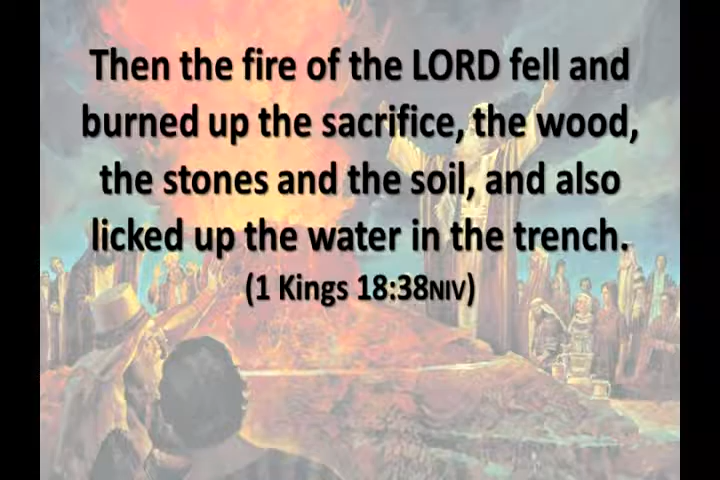 Then the fire of the LORD fell and
burned up the sacrifice, the wood,
the stones and the soil, and also
licked up the water in the trench.
(1 Kings 18:38NIV)